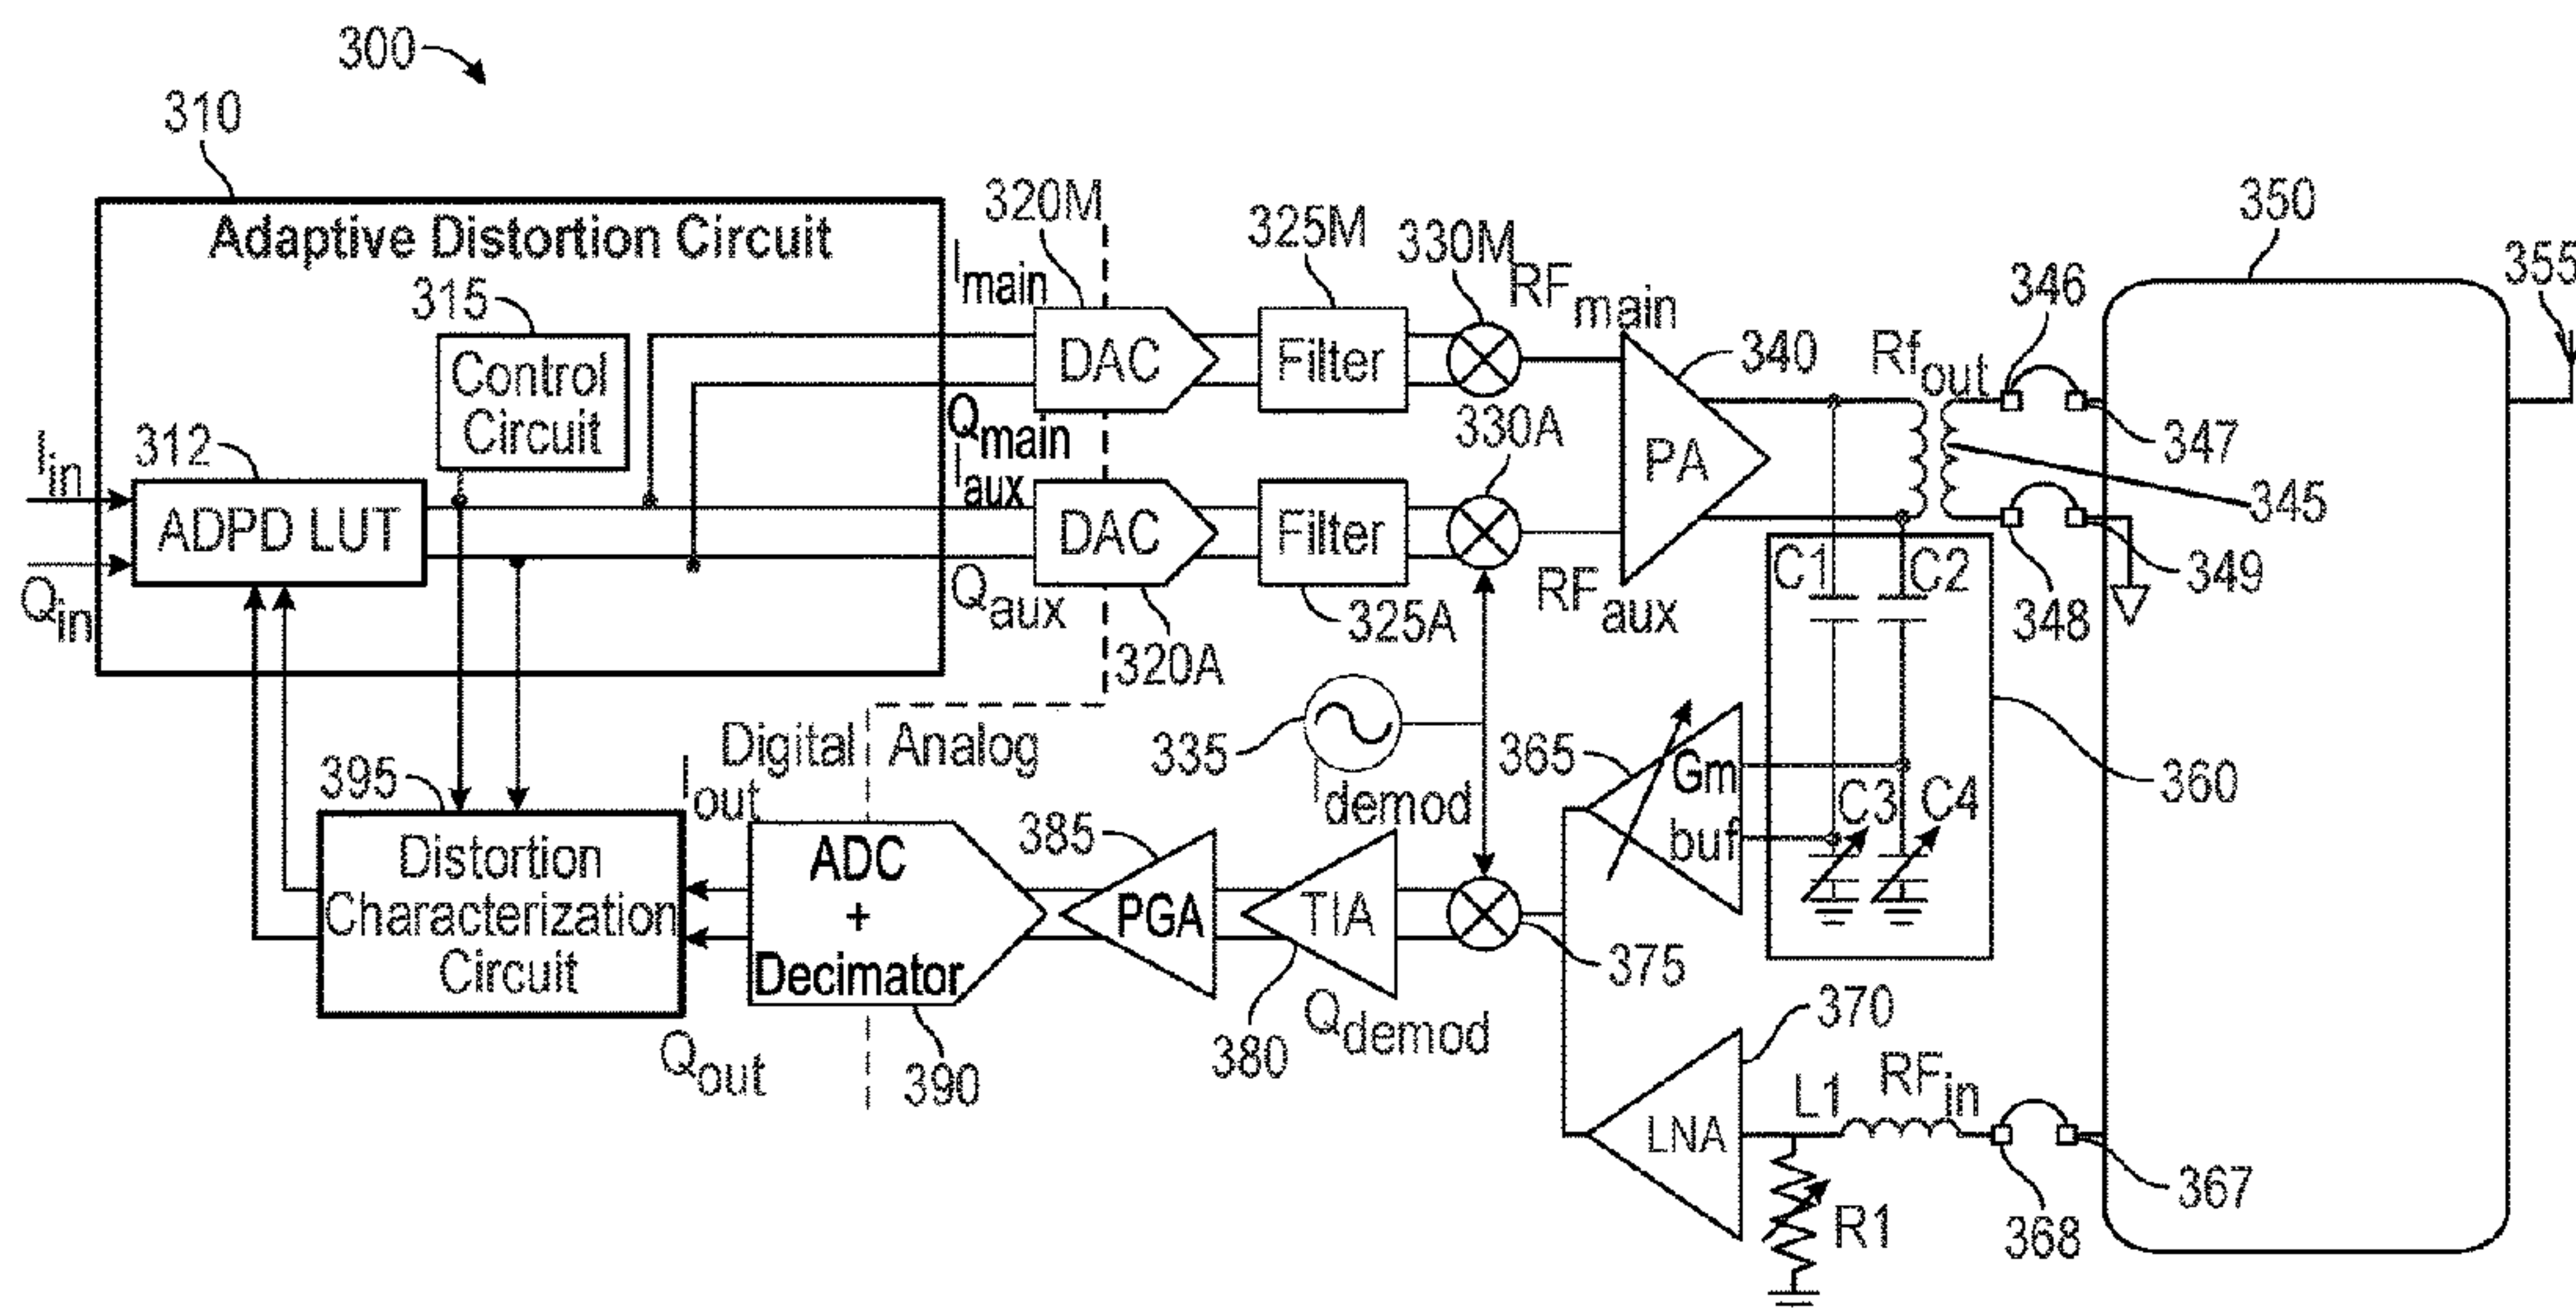 300
310
Adaptive Distortion Circuit
315
Control
Circuit
312
ADPD LUT
Iin
Qin
Imain
Qmain
Iaux
Qaux
320M
DAC
DAC
320A
325M
Filter
Filter
325A
330M
330A
RFmain
RFaux
340
PA
Rfout
346
347
345
348
349
350
355
C1
C2
C3
C4
360
365
Gm
buf
335
Idemod
Qdemod
375
TIA
380
385
PGA
Digital
Analog
ADC
+
Decimator
390
Iout
Qout
395
Distortion
Characterization
Circuit
370
LNA
L1
RFin
R1
368
367